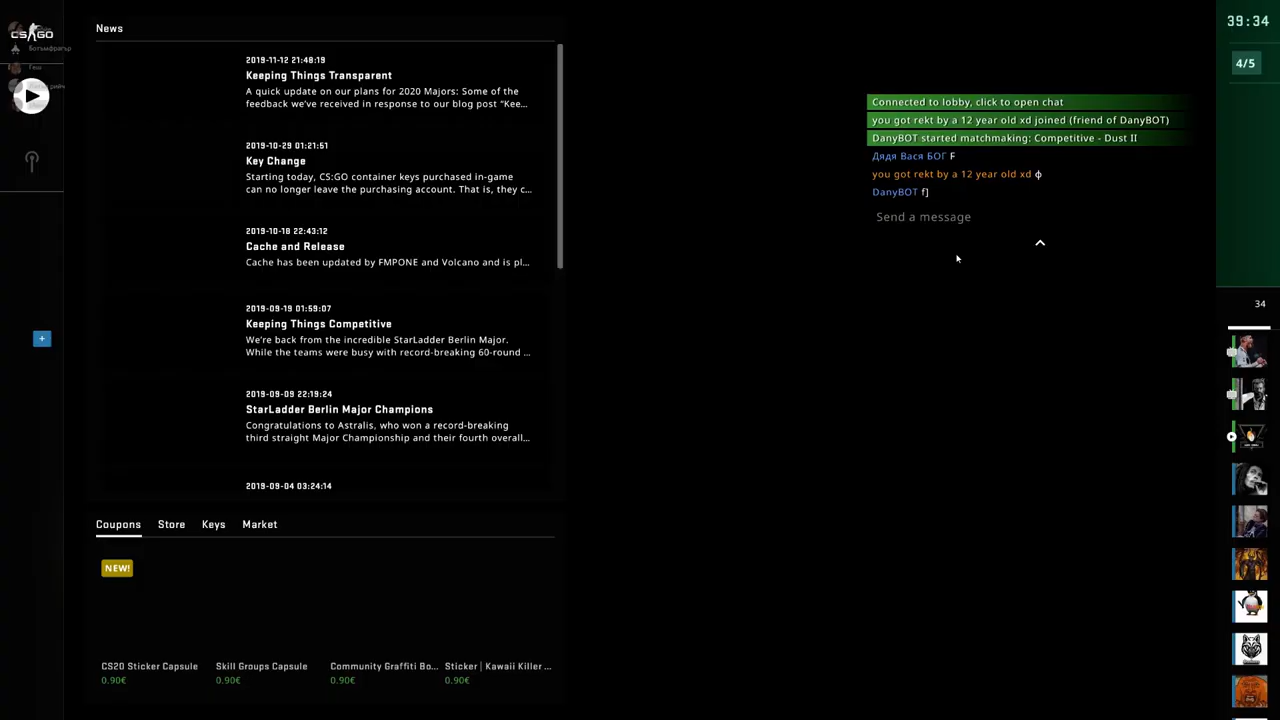 CS:GO
Богъмфрагър
Геш
News
2019-11-12 21:48:19
Keeping Things Transparent
A quick update on our plans for 2020 Majors: Some of the
feedback we've received in response to our blog post "Kee...
2019-10-29 01:21:51
Key Change
Starting today, CS:GO container keys purchased in-game
can no longer leave the purchasing account. That is, they c...
2019-10-18 22:43:12
Cache and Release
Cache has been updated by FMPONE and Volcano and is pl...
2019-09-19 01:59:07
Keeping Things Competitive
We're back from the incredible StarLadder Berlin Major.
While the teams were busy with record-breaking 60-round ...
2019-09-09 22:19:24
StarLadder Berlin Major Champions
Congratulations to Astralis, who won a record-breaking
third straight Major Championship and their fourth overall...
2019-09-04 03:24:14
Coupons Store Keys Market
NEW!
CS20 Sticker Capsule
0.90€
Skill Groups Capsule
0.90€
Community Graffiti Bo...
0.90€
Sticker | Kawaii Killer ...
0.90€
Connected to lobby, click to open chat
you got rekt by a 12 year old xd joined (friend of DanyBOT)
DanyBOT started matchmaking: Competitive - Dust II
Дядя Вася БОГ F
you got rekt by a 12 year old xd ф
DanyBOT f]
Send a message
39:34
4/5
34